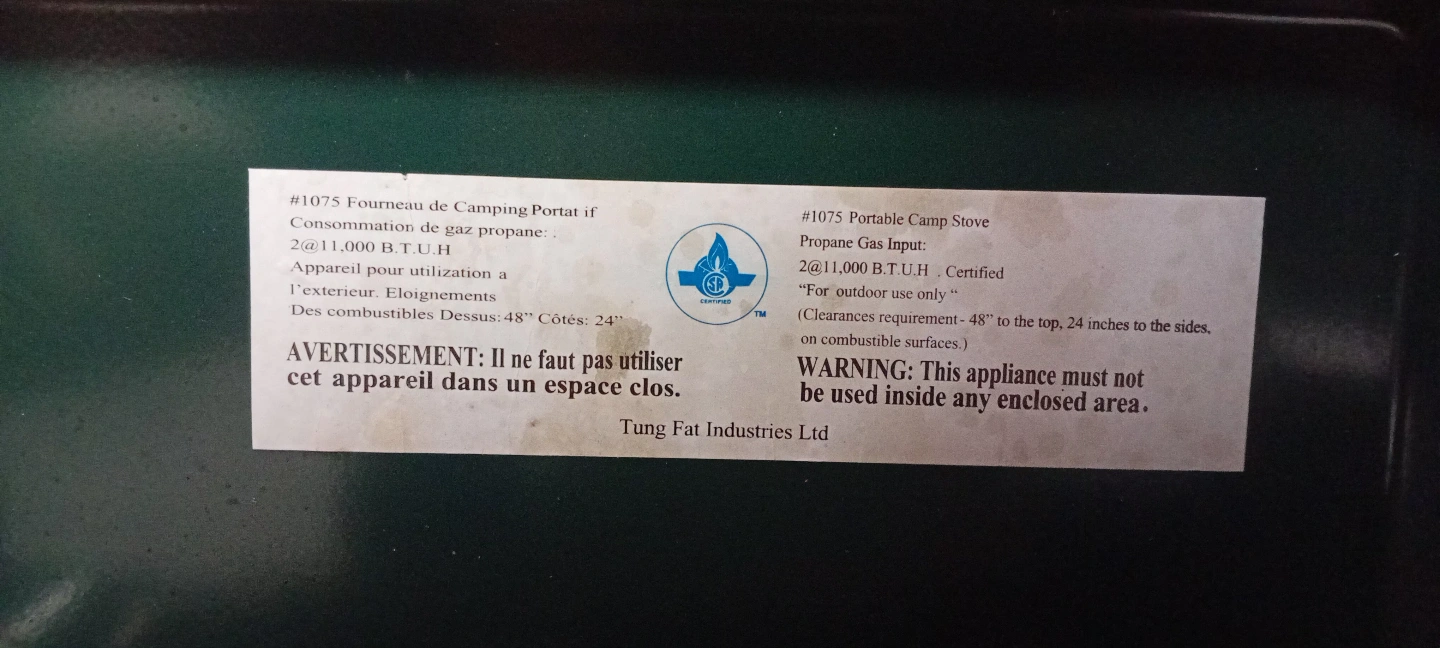 #1075 Fourneau de Camping Portat if
Consommation de gaz propane: .
2@11,000 B.T.U.H
Appareil pour utilization a
l'exterieur. Eloignements
Des combustibles Dessus: 48” Côtés: 24”
AVERTISSEMENT: Il ne faut pas utiliser
cet appareil dans un espace clos.
CSA
CERTIFIED
TM
#1075 Portable Camp Stove
Propane Gas Input:
2@11,000 B.T.U.H . Certified
“For outdoor use only “
(Clearances requirement- 48” to the top, 24 inches to the sides,
on combustible surfaces.)
WARNING: This appliance must not
be used inside any enclosed area.
Tung Fat Industries Ltd